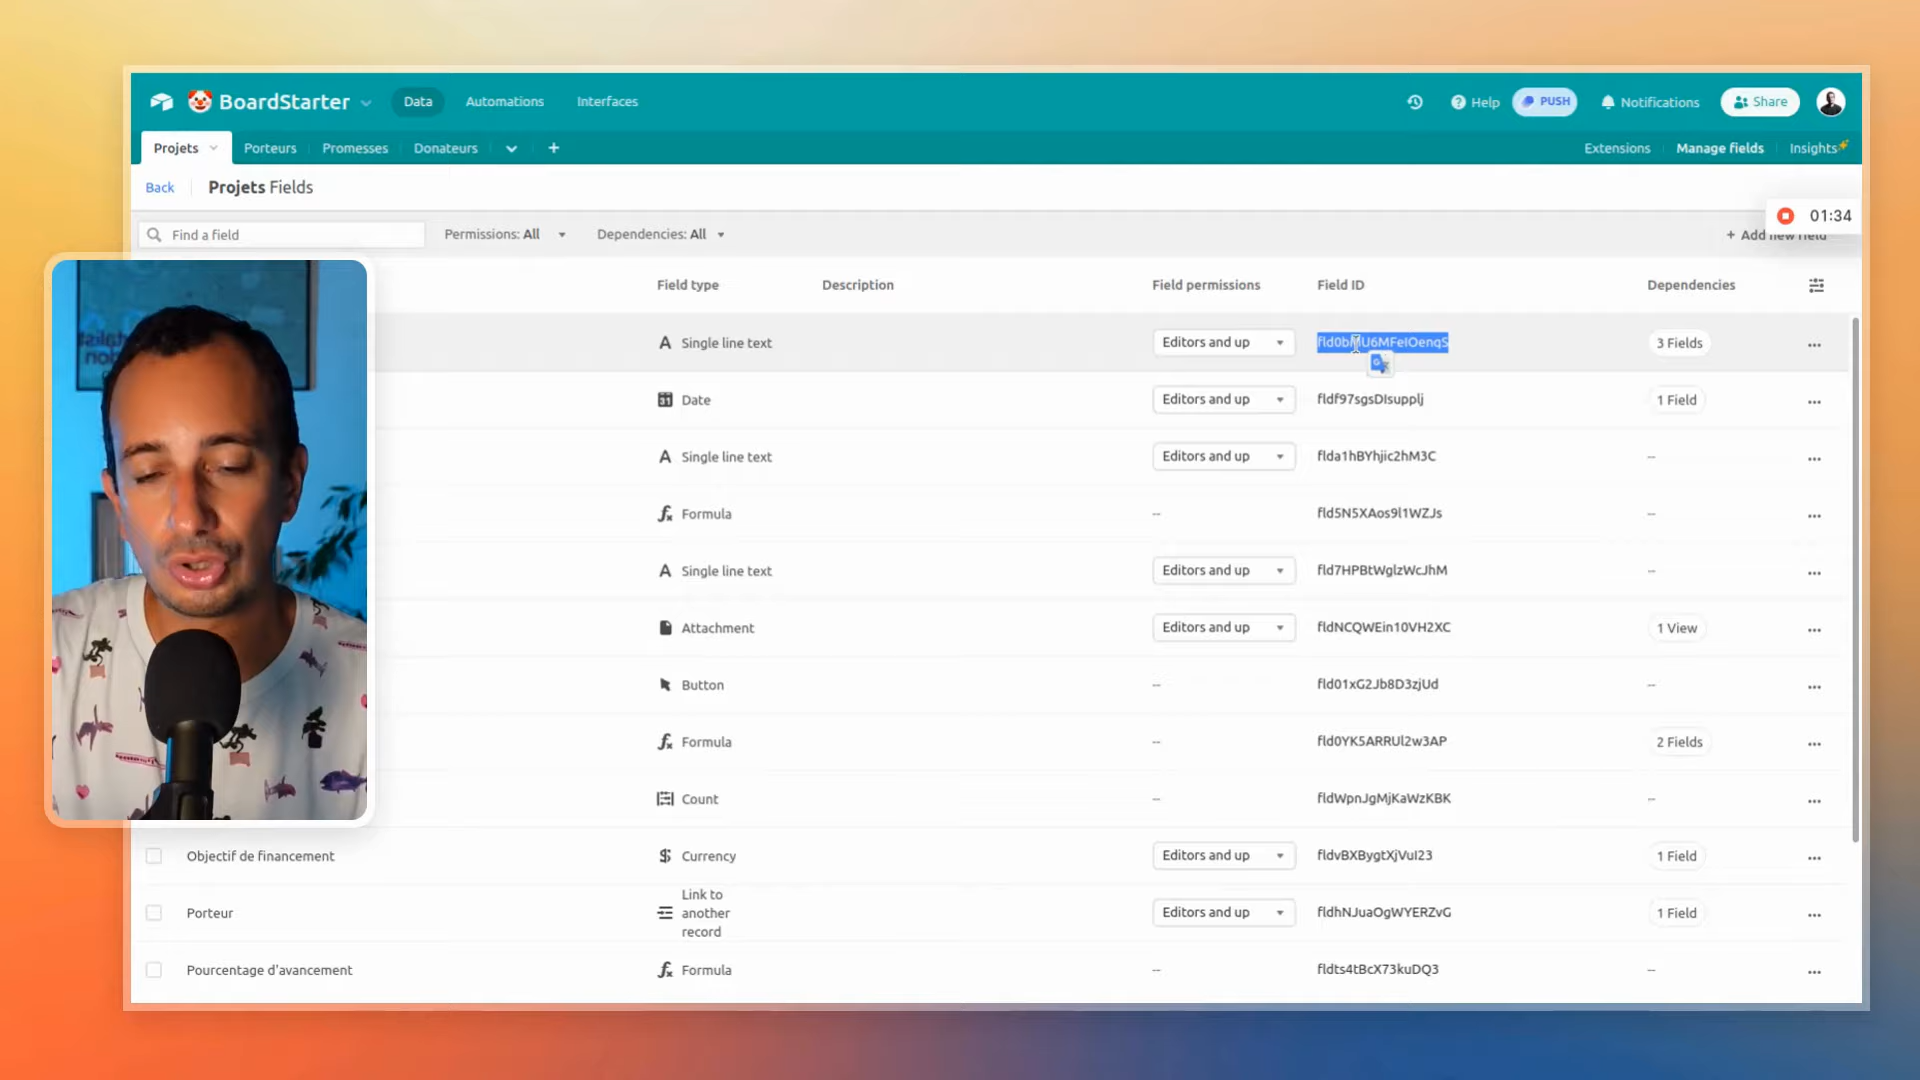 BoardStarter Data Automations Interfaces Help PUSH Notifications Share
Projets Porteurs Promesses Donateurs + Extensions Manage fields Insights
Back Projets Fields
01:34
Find a field Permissions: All Dependencies: All + Add new field
Field type Description Field permissions Field ID Dependencies
A Single line text Editors and up 3 Fields
Date Editors and up fldf97sgsDIsupplj 1 Field
A Single line text Editors and up flda1hBYhjic2hM3C --
Formula -- fld5N5XAos9l1WZJs --
A Single line text Editors and up fld7HPBtWglzWcJhM --
Attachment Editors and up fldNCQWEin10VH2XC 1 View
Button -- fld01xG2Jb8D3zjUd --
Formula -- fld0YK5ARRUl2w3AP 2 Fields
Count -- fldWpnJgMjKaWzKBK --
Objectif de financement Currency Editors and up fldvBXBygtXjVuI23 1 Field
Porteur Link to another record Editors and up fldhNJuaOgWYERZvG 1 Field
Pourcentage d'avancement Formula -- fldts4tBcX73kuDQ3 --